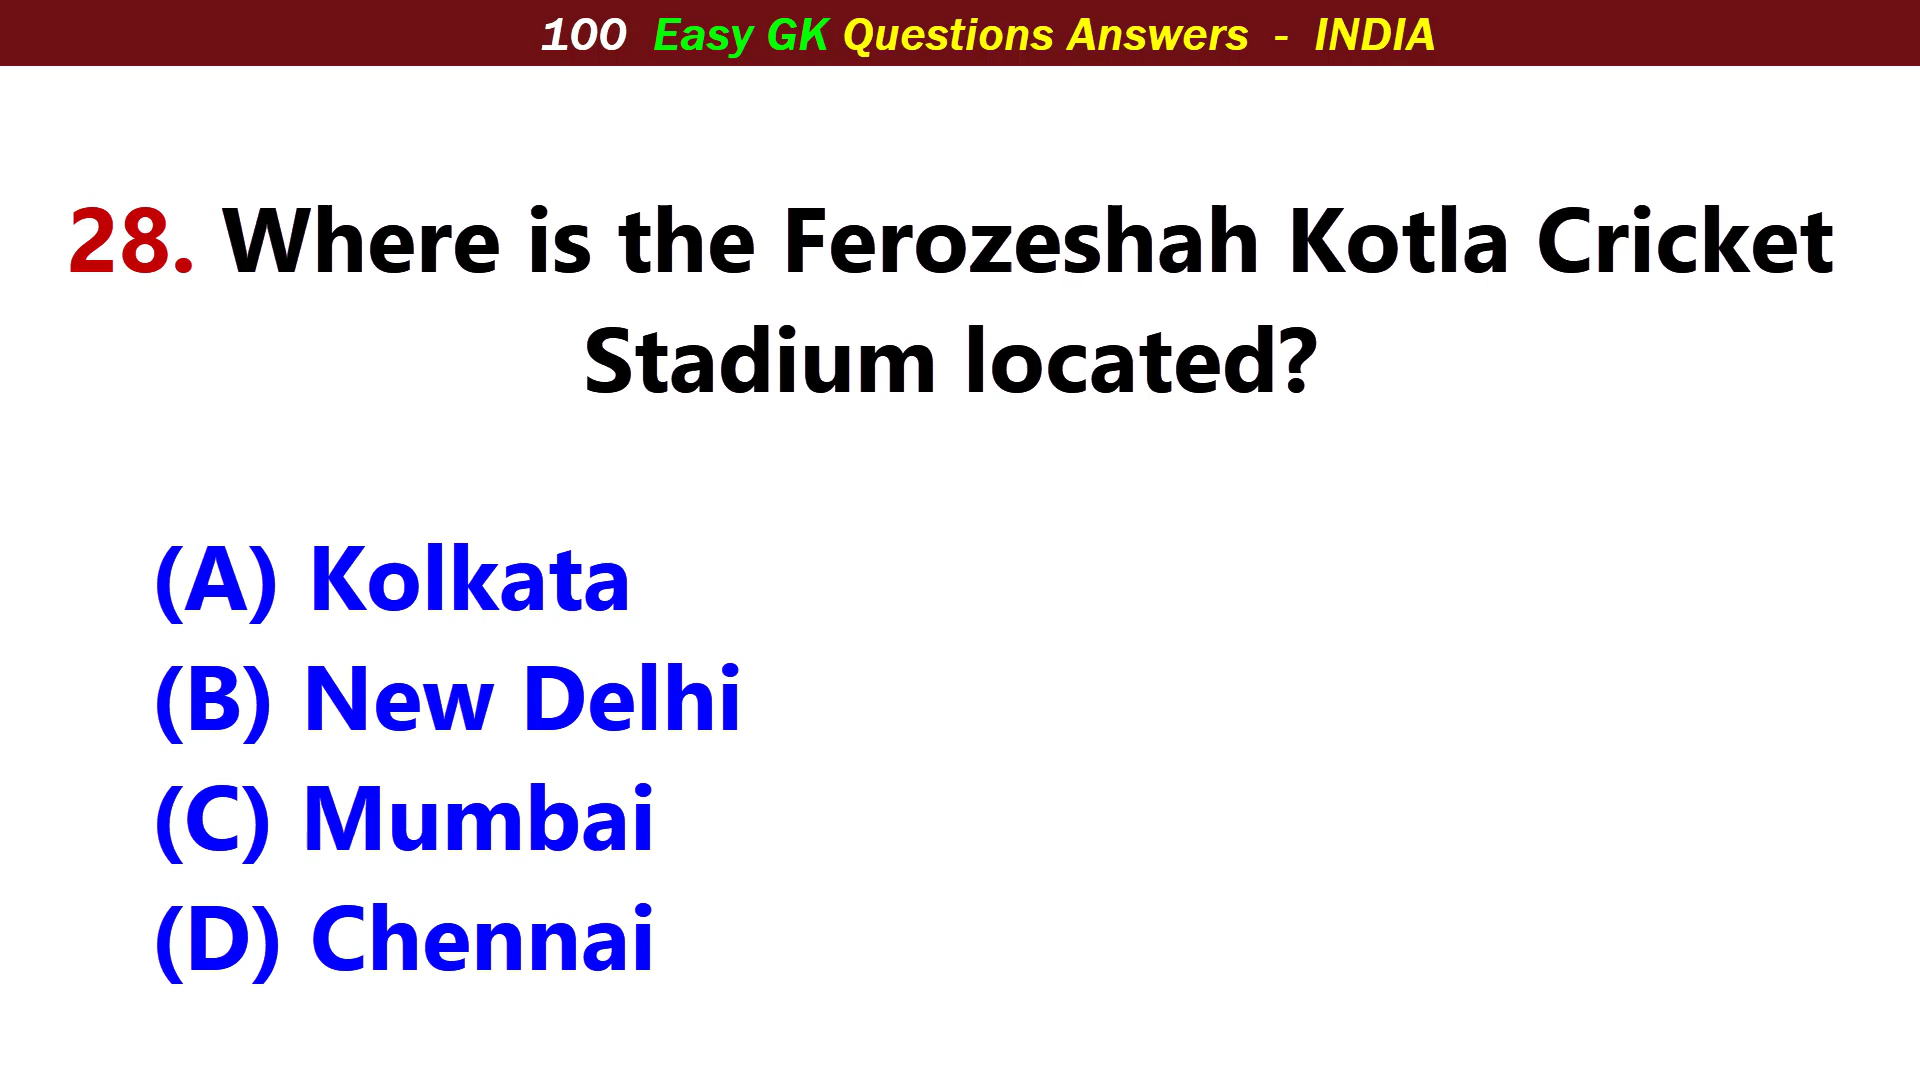 100 Easy GK Questions Answers - INDIA
28. Where is the Ferozeshah Kotla Cricket
Stadium located?
(A) Kolkata
(B) New Delhi
(C) Mumbai
(D) Chennai